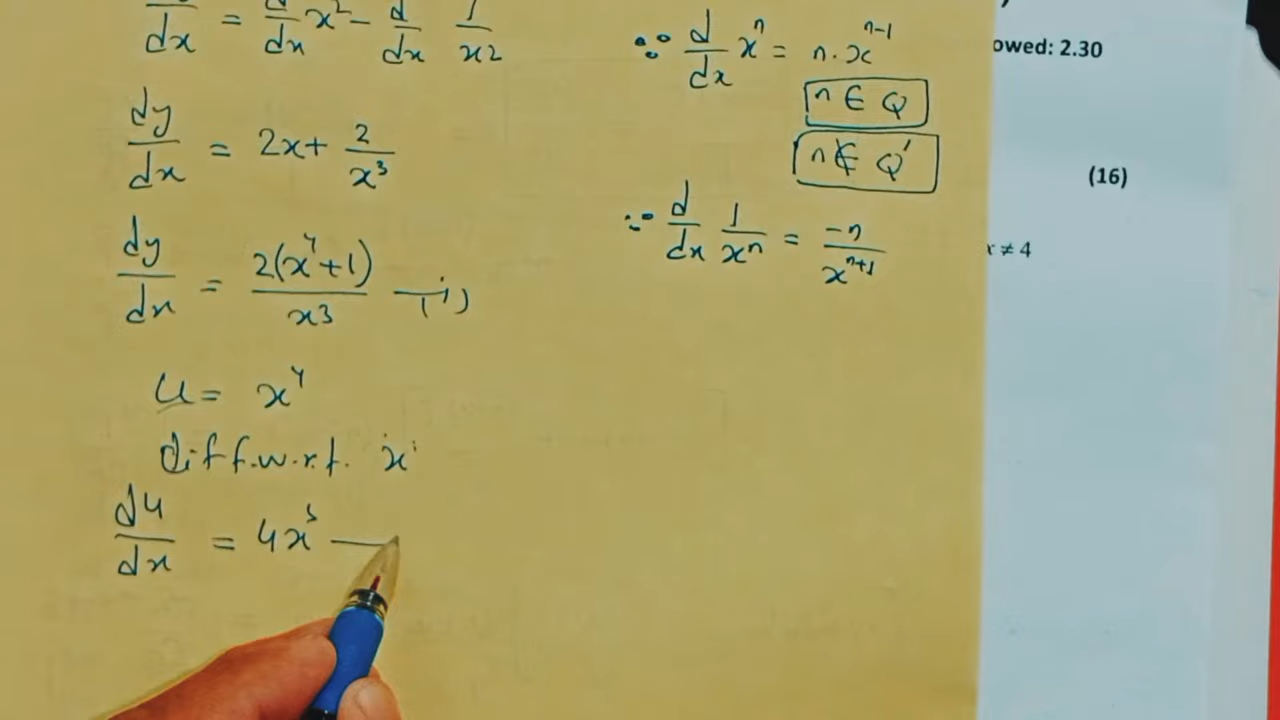 dy/dx = d/dx x² - d/dx 1/x2
dy/dx = 2x + 2/x³
dy/dx = 2(x⁴+1)/x3 — (i)
u = x⁴
diff.w.r.t. 'x'
du/dx = 4x³ —
∵ d/dx xⁿ = n.xⁿ⁻¹
n ∈ Q
n ∉ Q'
∵ d/dx 1/xⁿ = -n/xⁿ⁺¹
owed: 2.30
(16)
x ≠ 4